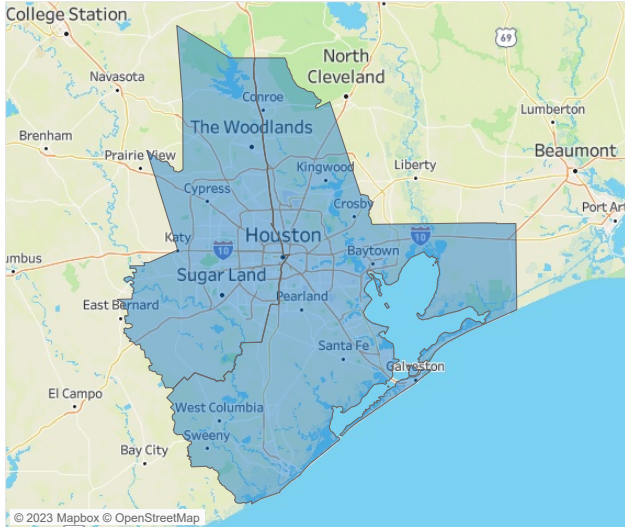 College Station
69
North
Cleveland
Navasota
Conroe
Lumberton
The Woodlands
Brenham
Beaumont
Prairie View
Kingwood
Liberty
Cypress
Crosby
Port Art
Katy
10
Houston
10
Baytown
umbus
Sugar Land
East Bernard
Pearland
Santa Fe
Galveston
El Campo
West Columbia
Sweeny
Bay City
© 2023 Mapbox © OpenStreetMap